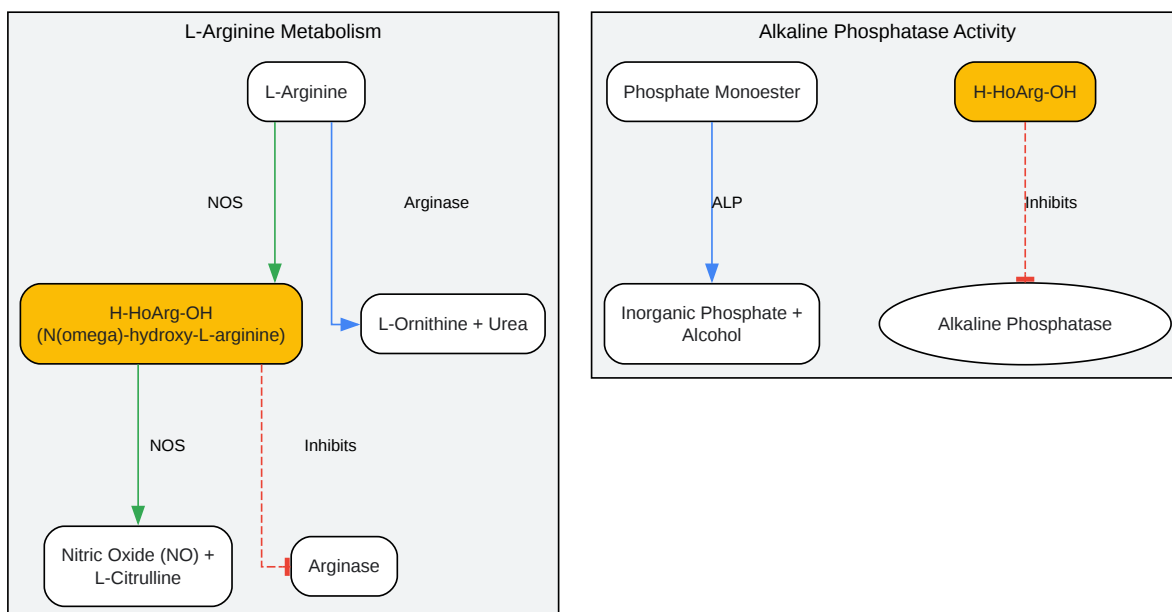 L-Arginine Metabolism
L-Arginine
NOS
Arginase
H-HoArg-OH
(N(omega)-hydroxy-L-arginine)
L-Ornithine + Urea
NOS
Inhibits
Nitric Oxide (NO) +
L-Citrulline
Arginase
Alkaline Phosphatase Activity
Phosphate Monoester
H-HoArg-OH
ALP
Inhibits
Inorganic Phosphate +
Alcohol
Alkaline Phosphatase